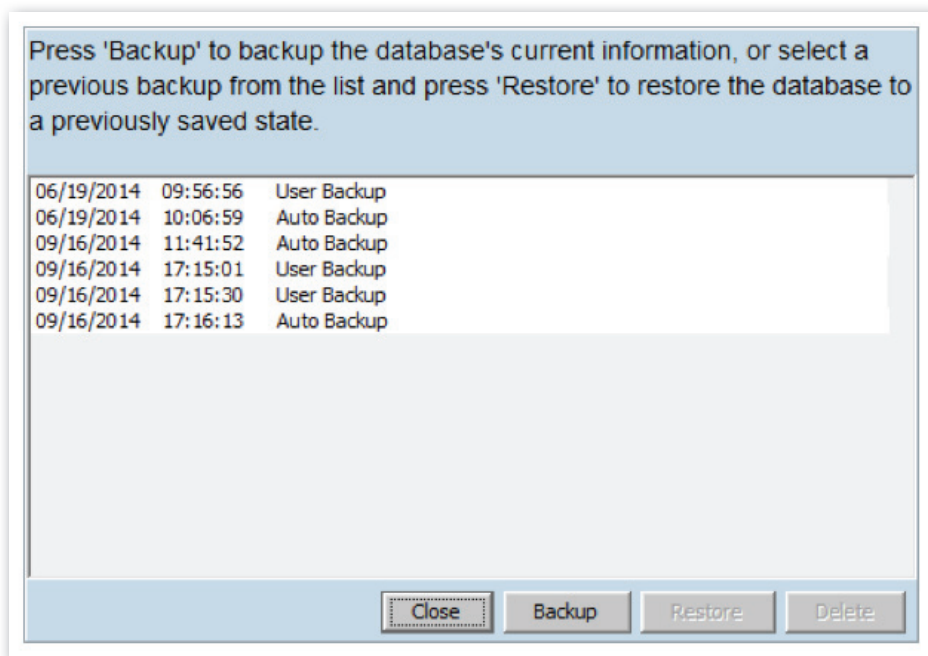 Press 'Backup' to backup the database's current information, or select a
previous backup from the list and press 'Restore' to restore the database to
a previously saved state.
06/19/2014 09:56:56 User Backup
06/19/2014 10:06:59 Auto Backup
09/16/2014 11:41:52 Auto Backup
09/16/2014 17:15:01 User Backup
09/16/2014 17:15:30 User Backup
09/16/2014 17:16:13 Auto Backup
Close Backup Restore Delete